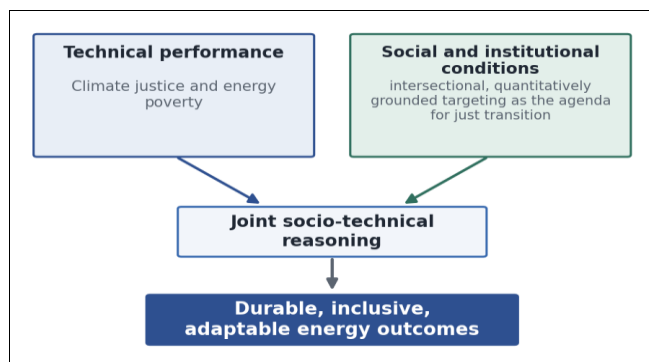 Technical performance
Climate justice and energy
poverty
Social and institutional
conditions
intersectional, quantitatively
grounded targeting as the agenda
for just transition
Joint socio-technical
reasoning
Durable, inclusive,
adaptable energy outcomes